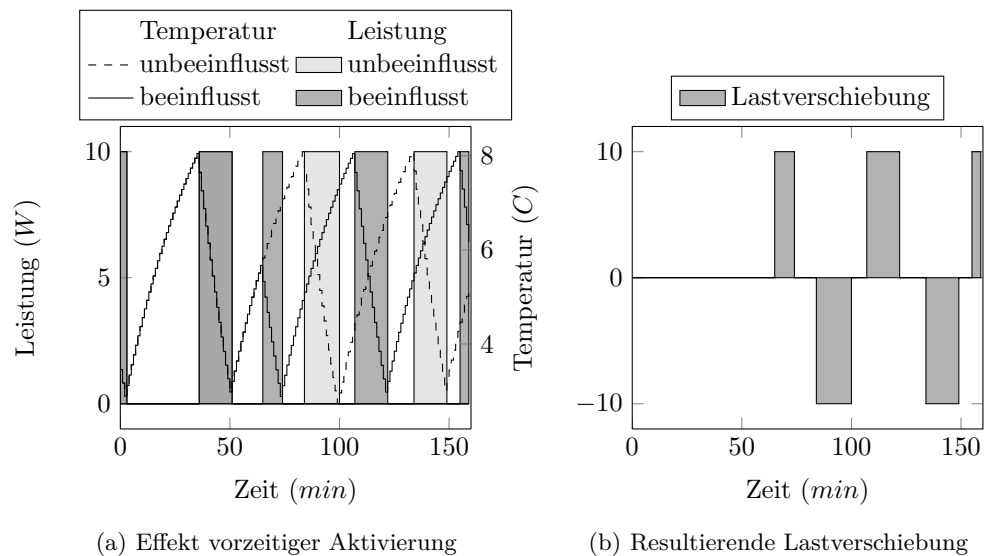 Temperatur Leistung
unbeeinflusst unbeeinflusst
beeinflusst beeinflusst
Lastverschiebung
10
5
0
8
6
4
0 50 100 150
Leistung (W)
Temperatur (C)
Zeit (min)
10
0
−10
0 50 100 150
Zeit (min)
(a) Effekt vorzeitiger Aktivierung
(b) Resultierende Lastverschiebung